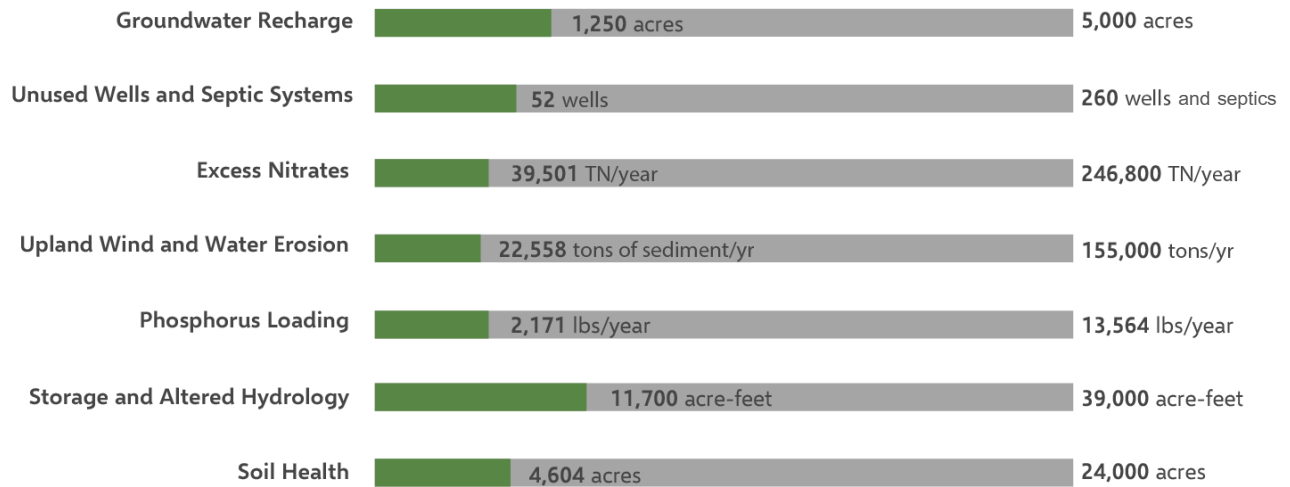 Groundwater Recharge 1,250 acres 5,000 acres
Unused Wells and Septic Systems 52 wells 260 wells and septics
Excess Nitrates 39,501 TN/year 246,800 TN/year
Upland Wind and Water Erosion 22,558 tons of sediment/yr 155,000 tons/yr
Phosphorus Loading 2,171 lbs/year 13,564 lbs/year
Storage and Altered Hydrology 11,700 acre-feet 39,000 acre-feet
Soil Health 4,604 acres 24,000 acres